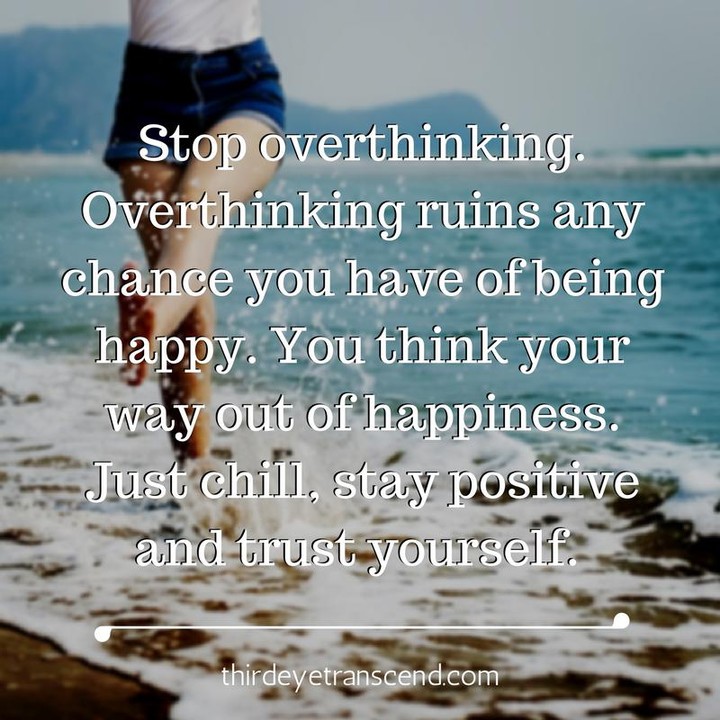 Stop overthinking.
Overthinking ruins any
chance you have of being
happy. You think your
way out of happiness.
Just chill, stay positive
and trust yourself.
thirdeyetranscend.com